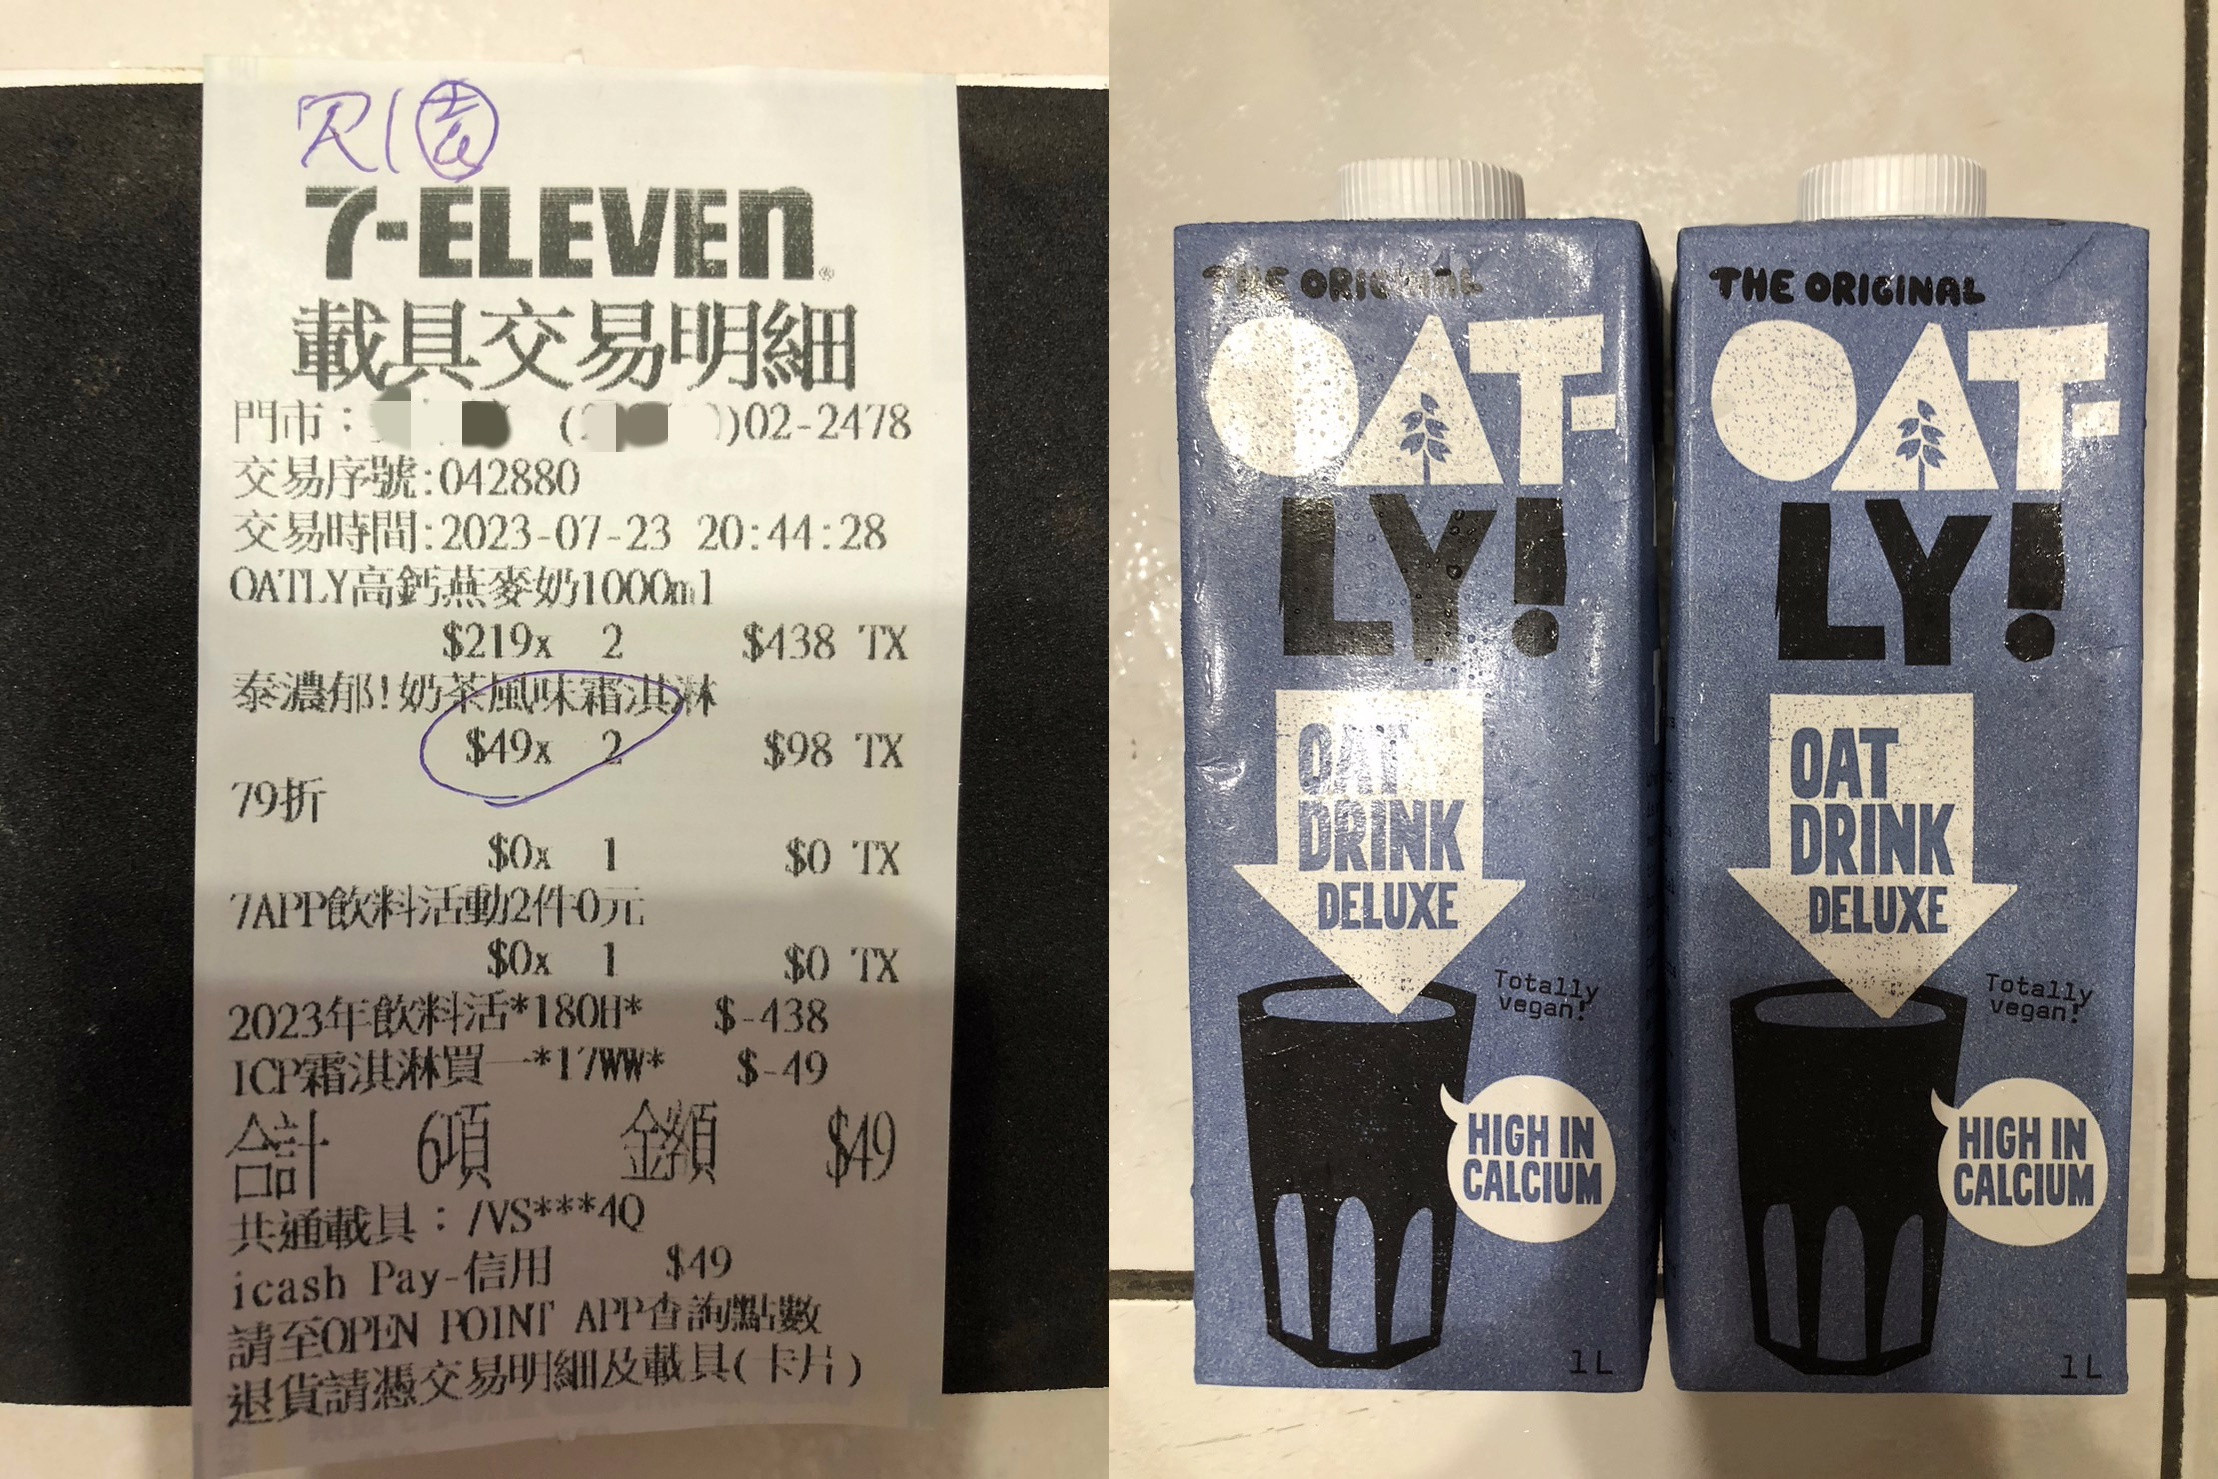 7-ELEVEN®
載具交易明細
門市: ( )02-2478
交易序號:042880
交易時間:2023-07-23 20:44:28
OATLY高鈣燕麥奶1000ml
$219x 2 $438 TX
泰濃郁!奶茶風味霜淇淋
$49x 2 $98 TX
79折
$0x 1 $0 TX
7APP飲料活動2件0元
$0x 1 $0 TX
2023年飲料活*180H* $-438
ICP霜淇淋買一*17WW* $-49
合計 6項 金額 $49
共通載具:/VS***4Q
icash Pay-信用 $49
請至OPEN POINT APP查詢點數
退貨請憑交易明細及載具(卡片)
THE ORIGINAL
OAT-
LY!
OAT
DRINK
DELUXE
Totally
vegan!
HIGH IN
CALCIUM
1L
THE ORIGINAL
OAT-
LY!
OAT
DRINK
DELUXE
Totally
vegan!
HIGH IN
CALCIUM
1L